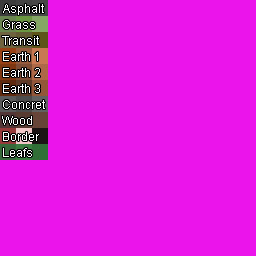 Asphalt
Grass
Transit
Earth 1
Earth 2
Earth 3
Concret
Wood
Border
Leafs